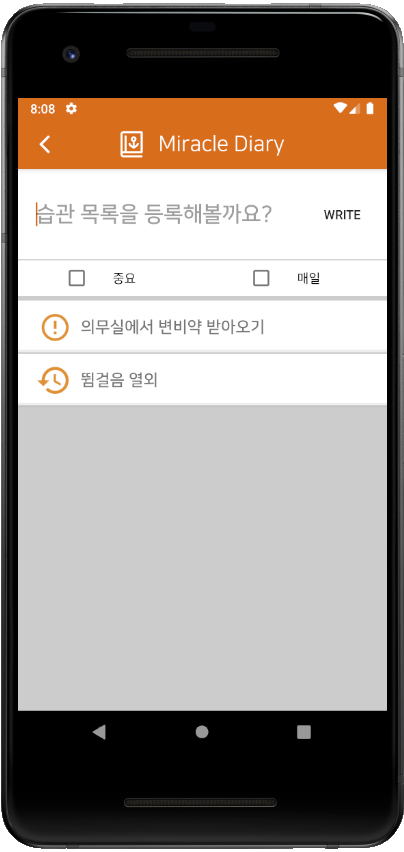 8:08
Miracle Diary
습관 목록을 등록해볼까요?
WRITE
중요
매일
의무실에서 변비약 받아오기
뜀걸음 열외